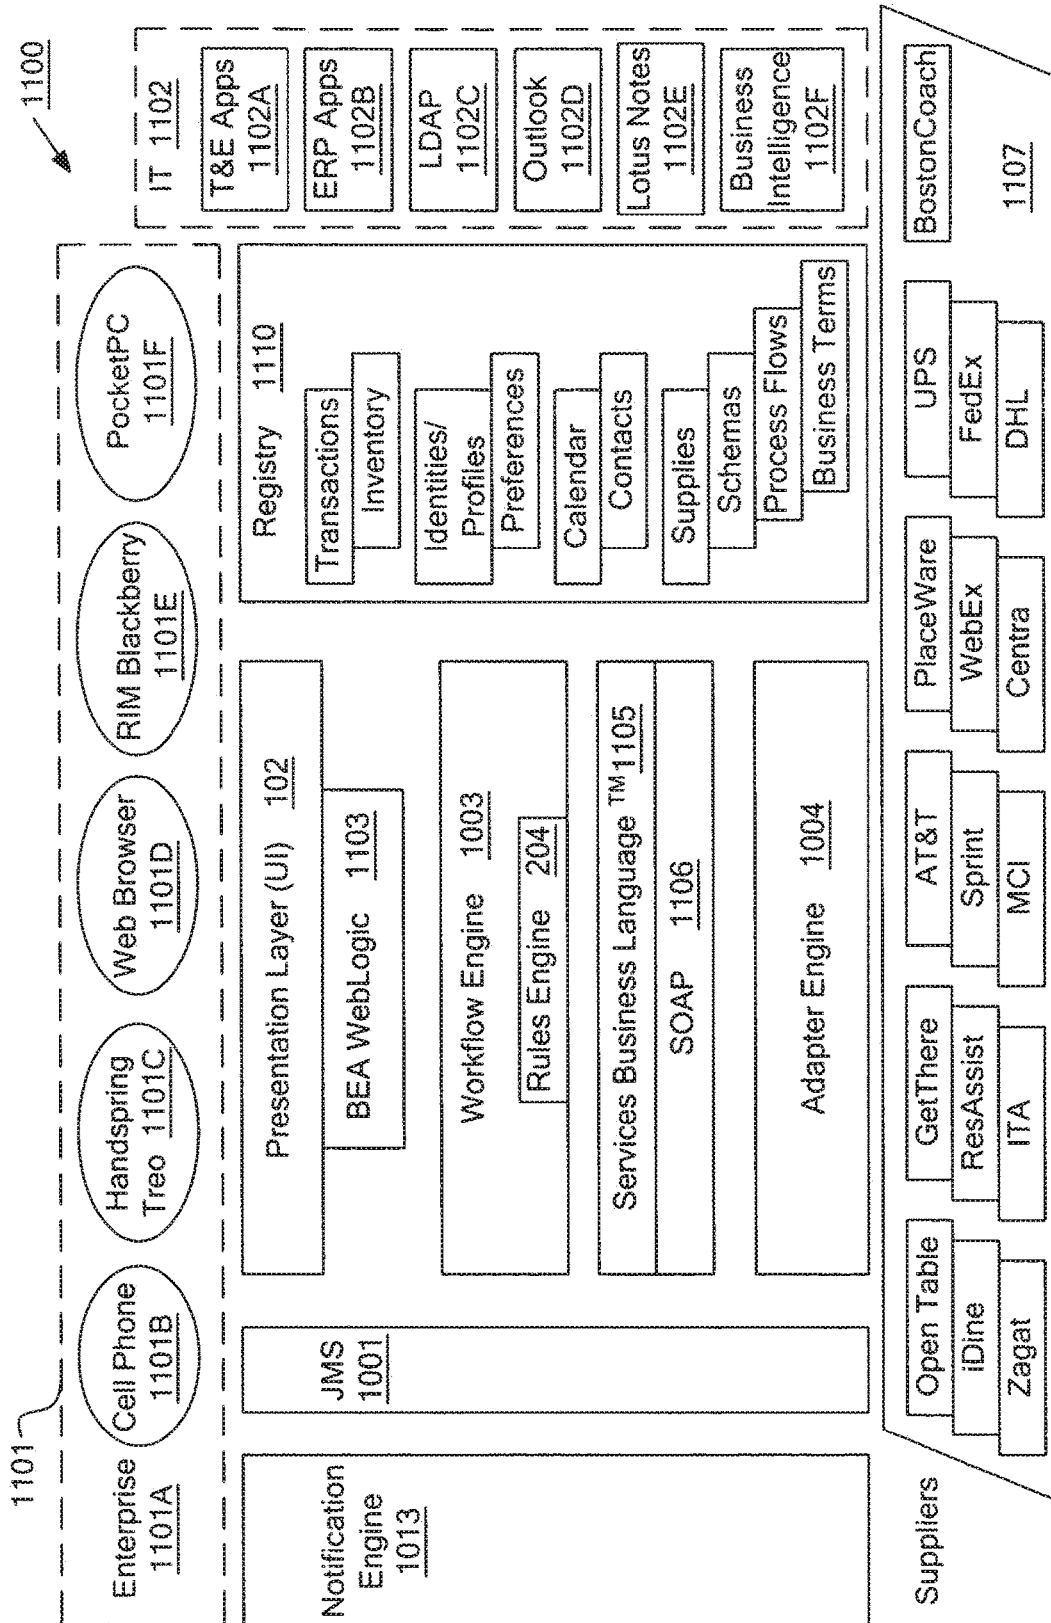 1100
1101
Enterprise
1101A
Cell Phone
1101B
Handspring
Treo 1101C
Web Browser
1101D
RIM Blackberry
1101E
PocketPC
1101F
IT 1102
T&E Apps
1102A
ERP Apps
1102B
LDAP
1102C
Outlook
1102D
Lotus Notes
1102E
Business
Intelligence
1102F
Notification
Engine
1013
JMS
1001
Presentation Layer (UI) 102
BEA WebLogic 1103
Workflow Engine 1003
Rules Engine 204
Services Business Language ™1105
SOAP 1106
Adapter Engine 1004
Registry 1110
Transactions
Inventory
Identities/
Profiles
Preferences
Calendar
Contacts
Supplies
Schemas
Process Flows
Business Terms
Suppliers
Open Table
iDine
Zagat
GetThere
ResAssist
ITA
AT&T
Sprint
MCI
PlaceWare
WebEx
Centra
UPS
FedEx
DHL
BostonCoach
1107